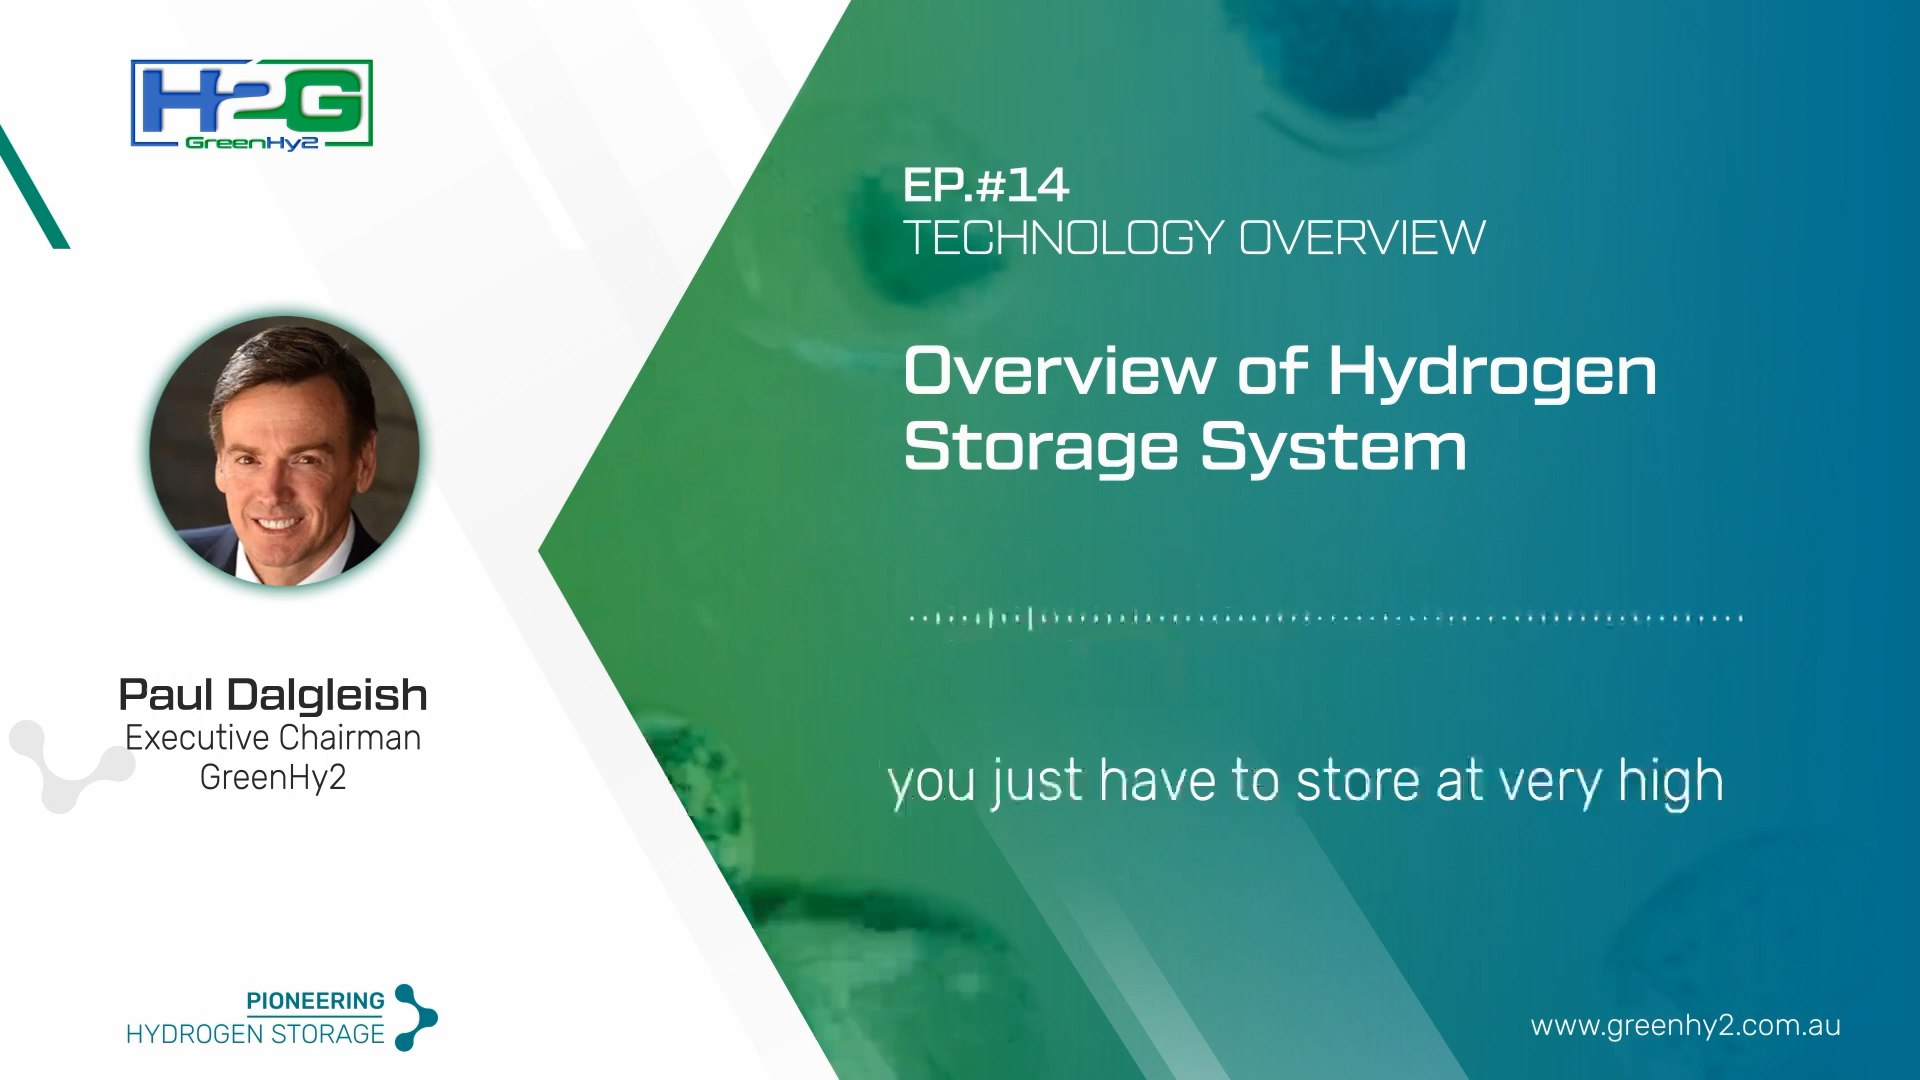 H2G
GreenHy2
EP.#14
TECHNOLOGY OVERVIEW
Overview of Hydrogen
Storage System
Paul Dalgleish
Executive Chairman
GreenHy2
you just have to store at very high
PIONEERING
HYDROGEN STORAGE
www.greenhy2.com.au